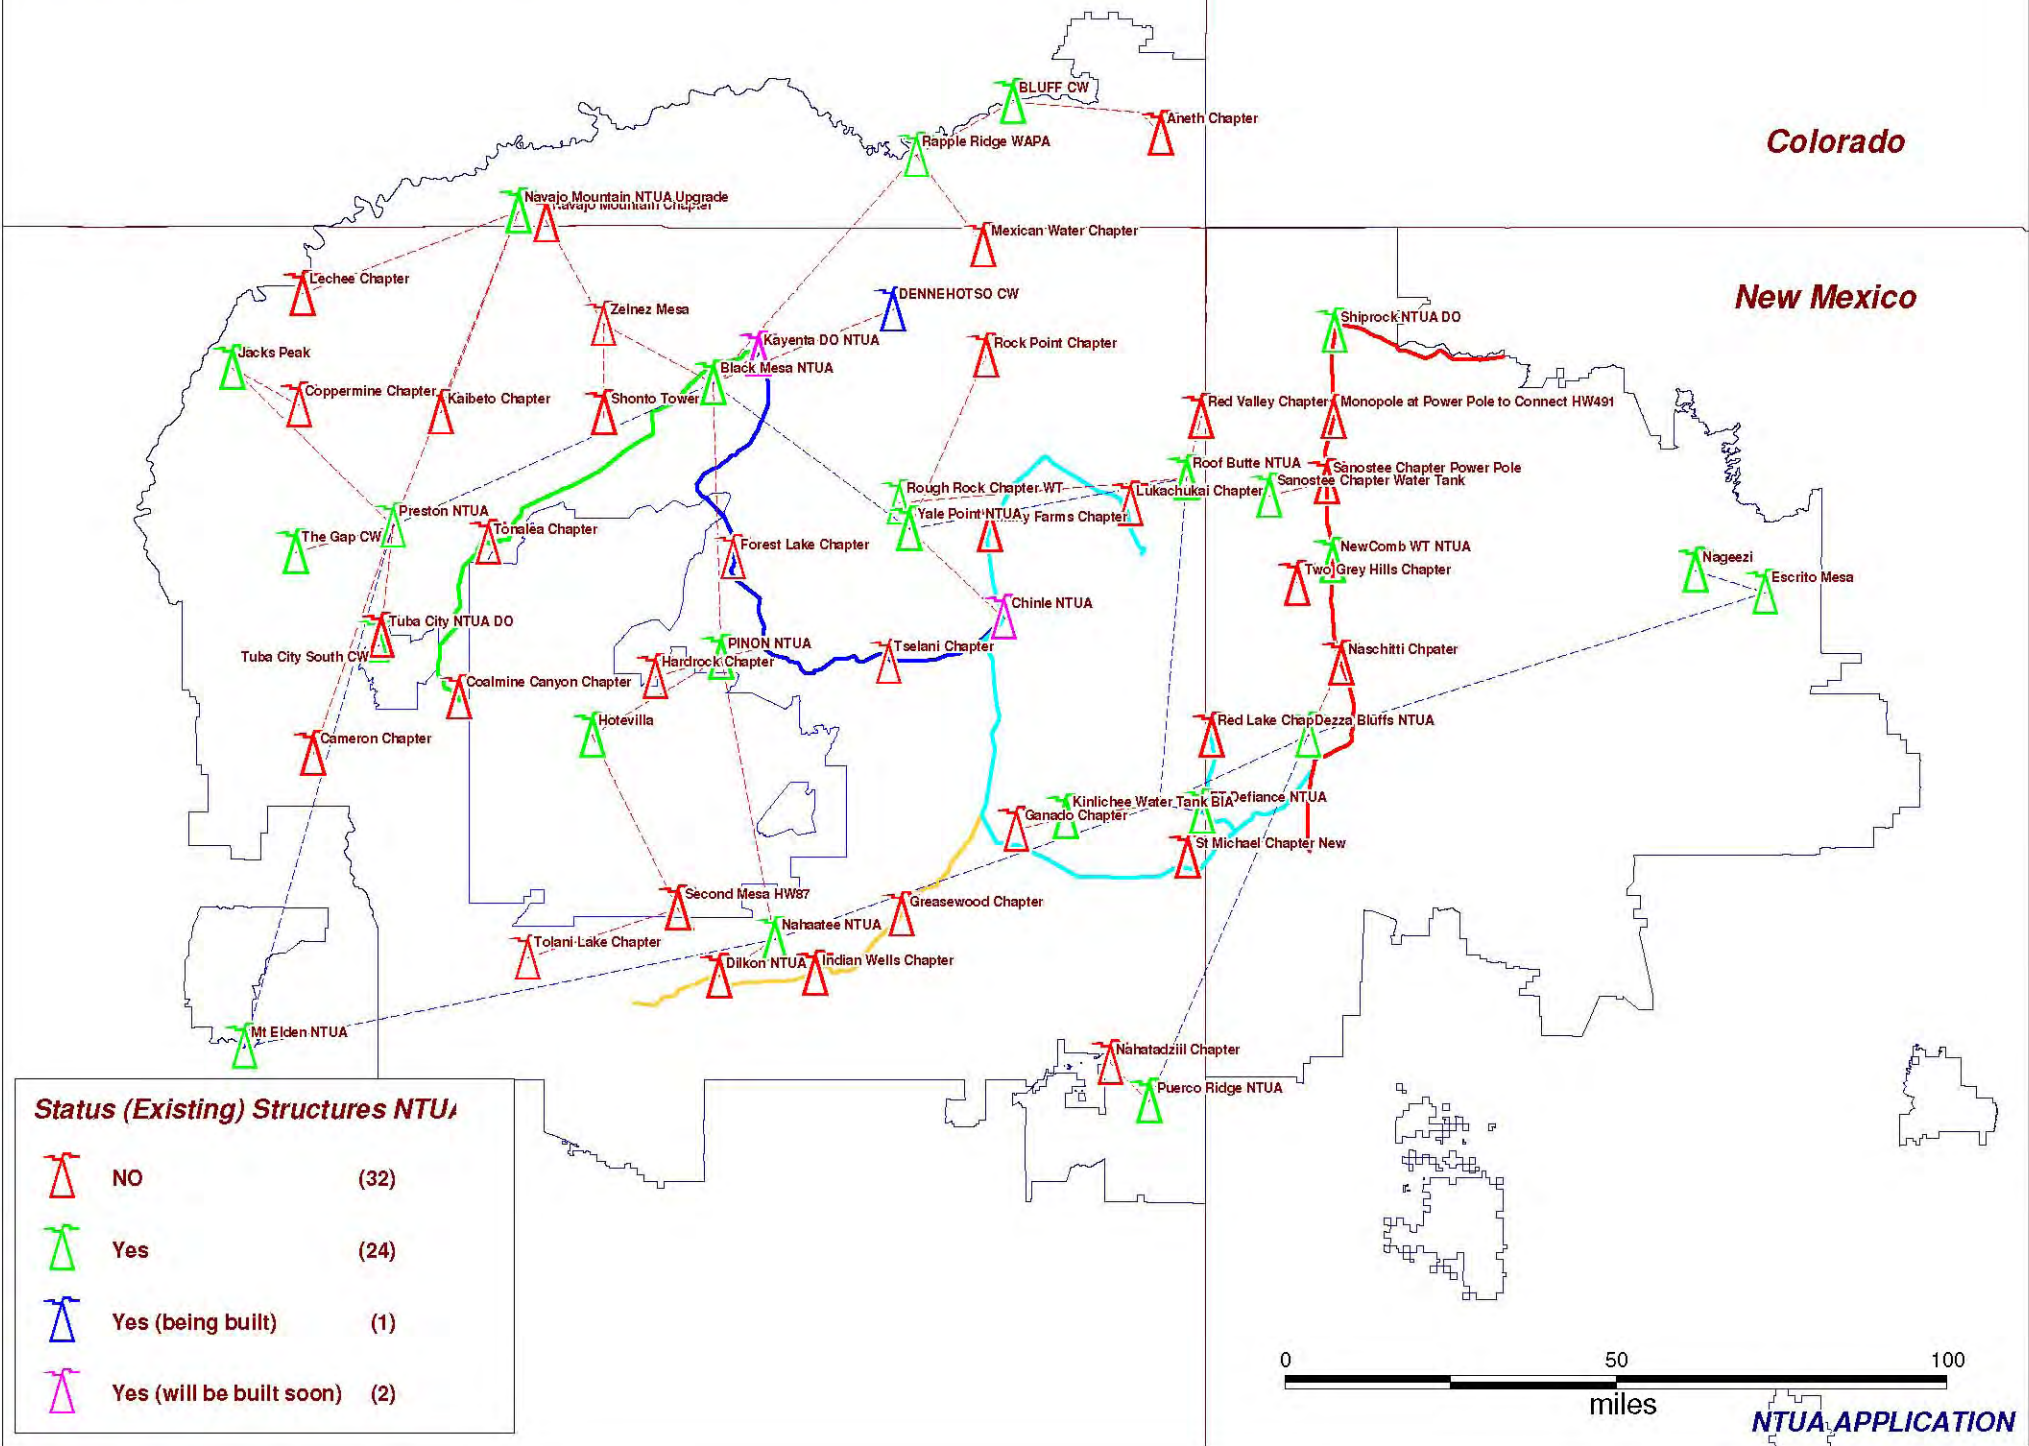 BLUFF CW
Aneth Chapter
Colorado
Rapple Ridge WAPA
Navajo Mountain NTUA Upgrade
Navajo Mountain Chapter
Mexican Water Chapter
Lechee Chapter
DENNEHOTSO CW
New Mexico
Zelnez Mesa
Shiprock NTUA DO
Kayenta DO NTUA
Rock Point Chapter
Jacks Peak
Black Mesa NTUA
Coppermine Chapter
Kaibeto Chapter
Shonto Tower
Red Valley Chapter
Monopole at Power Pole to Connect HW491
Roof Butte NTUA
Sanostee Chapter Power Pole
Sanostee Chapter Water Tank
Rough Rock Chapter WT
Lukachukai Chapter
Preston NTUA
Yale Point NTUA
Farms Chapter
Tonalea Chapter
The Gap CW
Forest Lake Chapter
NewComb WT NTUA
Nageezi
Two Grey Hills Chapter
Escrito Mesa
Chinle NTUA
Tuba City NTUA DO
PINON NTUA
Tselani Chapter
Naschitti Chpater
Tuba City South CW
Hardrock Chapter
Coalmine Canyon Chapter
Hotevilla
Red Lake Chap
Dezza Bluffs NTUA
Cameron Chapter
Kinlichee Water Tank BIA
Defiance NTUA
Ganado Chapter
St Michael Chapter New
Second Mesa HW87
Greasewood Chapter
Nahaatee NTUA
Tolani Lake Chapter
Dilkon NTUA
Indian Wells Chapter
Mt Elden NTUA
Nahatadziil Chapter
Puerco Ridge NTUA
Status (Existing) Structures NTUA
NO (32)
Yes (24)
Yes (being built) (1)
Yes (will be built soon) (2)
0 50 100
miles
NTUA APPLICATION